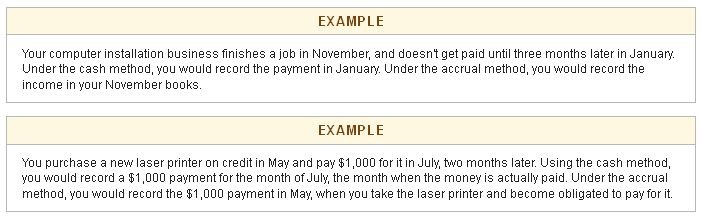 EXAMPLE
Your computer installation business finishes a job in November, and doesn't get paid until three months later in January.
Under the cash method, you would record the payment in January. Under the accrual method, you would record the
income in your November books.
EXAMPLE
You purchase a new laser printer on credit in May and pay $1,000 for it in July, two months later. Using the cash method,
you would record a $1,000 payment for the month of July, the month when the money is actually paid. Under the accrual
method, you would record the $1,000 payment in May, when you take the laser printer and become obligated to pay for it.